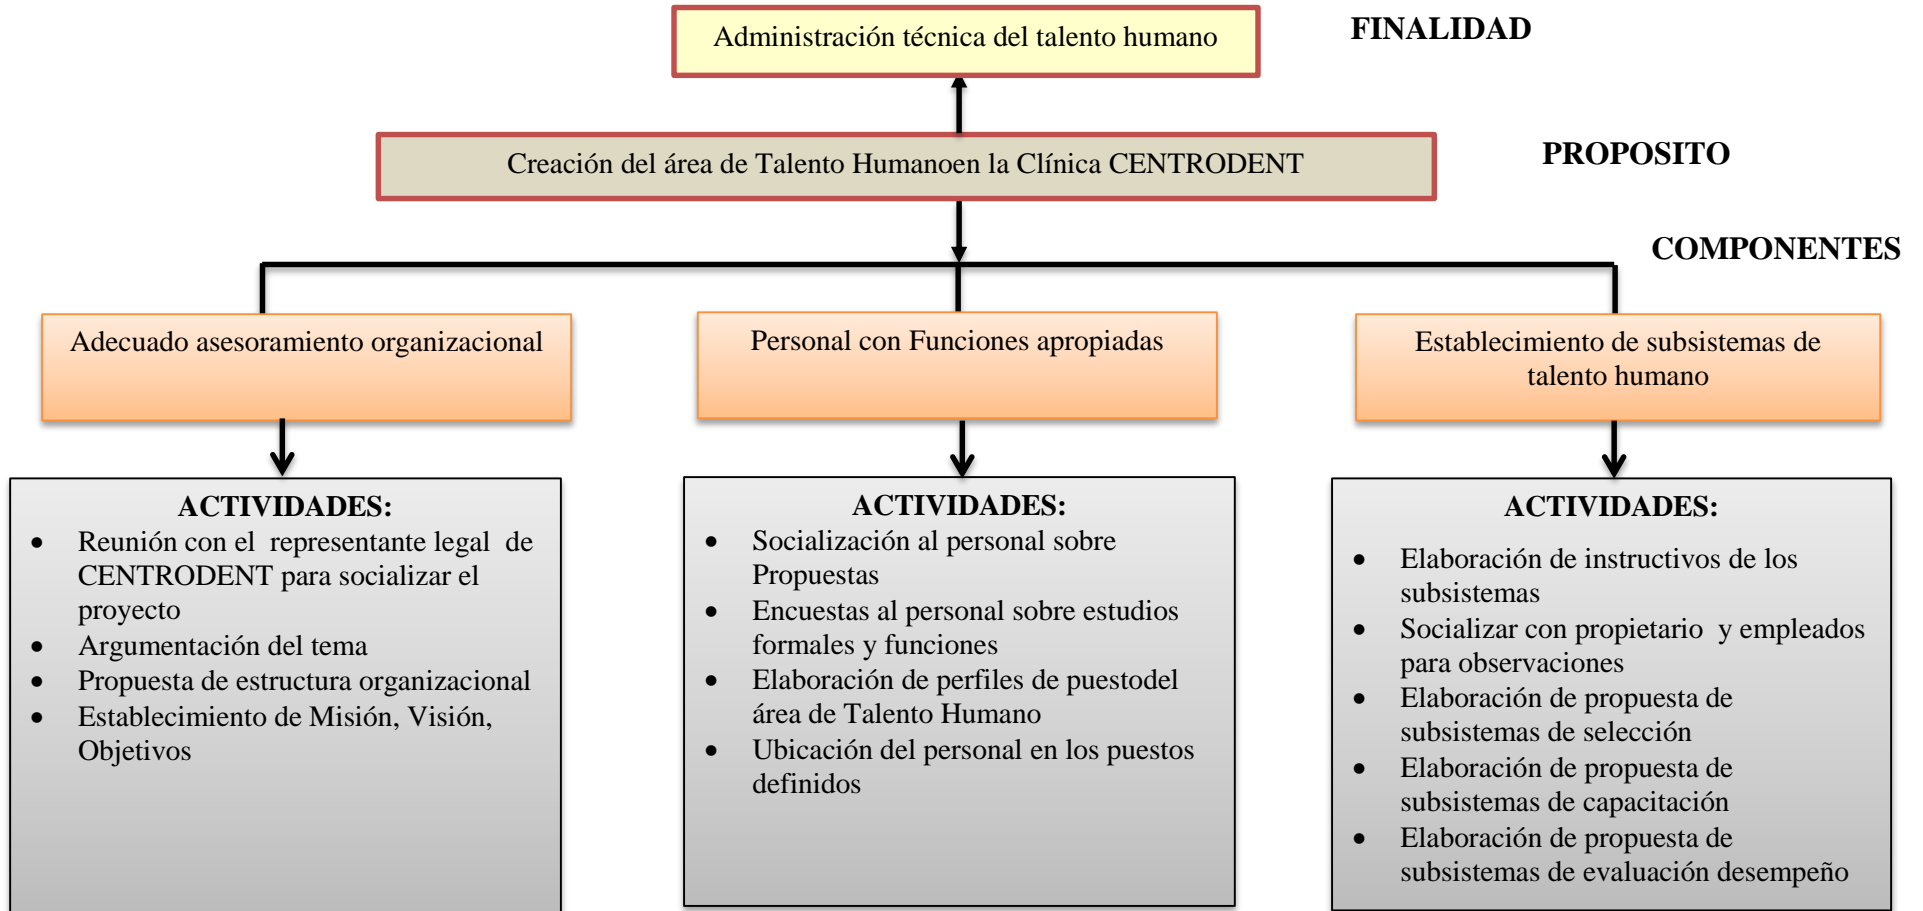 Administración técnica del talento humano
FINALIDAD
Creación del área de Talento Humanoen la Clínica CENTRODENT
PROPOSITO
COMPONENTES
Adecuado asesoramiento organizacional
Personal con Funciones apropiadas
Establecimiento de subsistemas de
talento humano
ACTIVIDADES:
• Reunión con el representante legal de
CENTRODENT para socializar el
proyecto
• Argumentación del tema
• Propuesta de estructura organizacional
• Establecimiento de Misión, Visión,
Objetivos
ACTIVIDADES:
• Socialización al personal sobre
Propuestas
• Encuestas al personal sobre estudios
formales y funciones
• Elaboración de perfiles de puestodel
área de Talento Humano
• Ubicación del personal en los puestos
definidos
ACTIVIDADES:
• Elaboración de instructivos de los
subsistemas
• Socializar con propietario y empleados
para observaciones
• Elaboración de propuesta de
subsistemas de selección
• Elaboración de propuesta de
subsistemas de capacitación
• Elaboración de propuesta de
subsistemas de evaluación desempeño